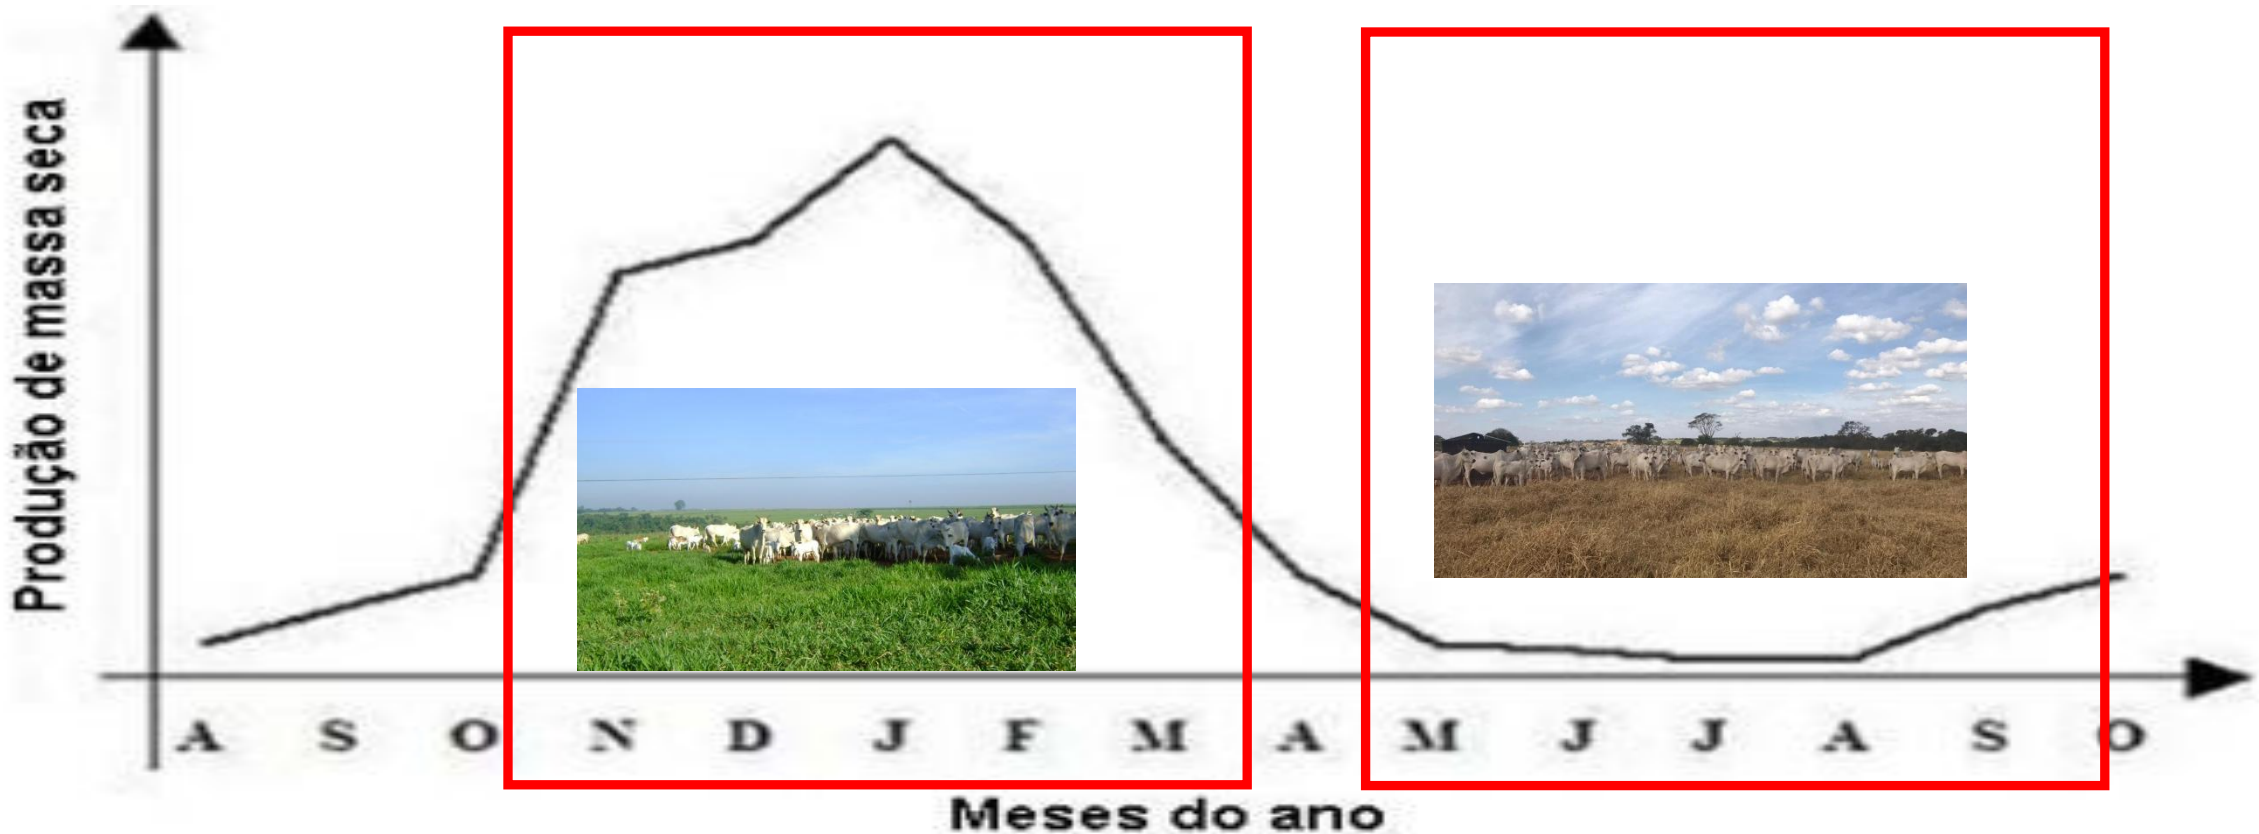 Produção de massa seca
A S O N D J F M A M J J A S O
Meses do ano